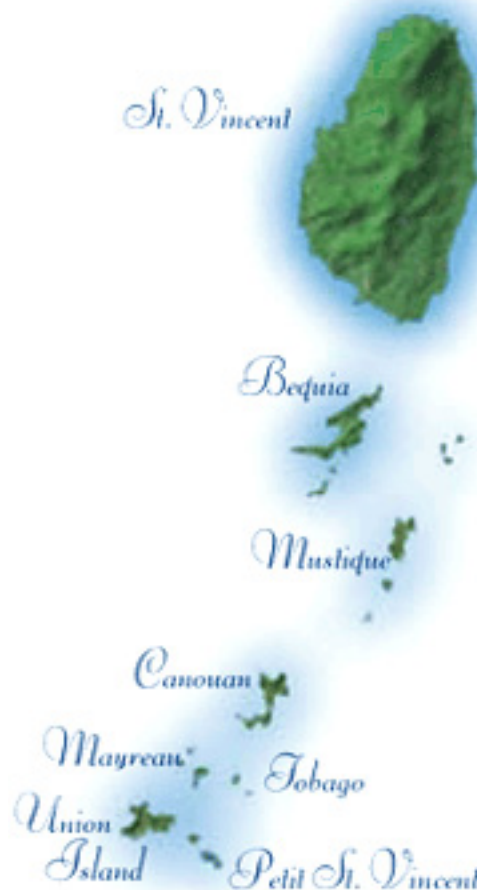 St. Vincent
Bequia
Mustique
Canouan
Mayreau
Tobago
Union
Island
Petit St. Vincent